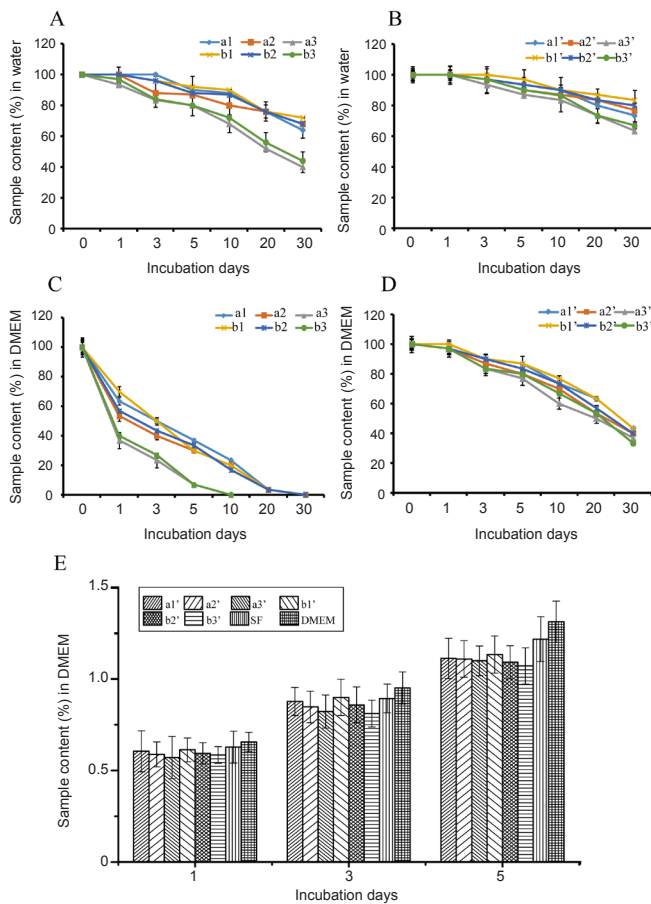 A
a1 a2 a3
b1 b2 b3
Sample content (%) in water
120
100
80
60
40
20
0
0 1 3 5 10 20 30
Incubation days
B
a1’ a2’ a3’
b1’ b2’ b3’
Sample content (%) in water
120
100
80
60
40
20
0
0 1 3 5 10 20 30
Incubation days
C
a1 a2 a3
b1 b2 b3
Sample content (%) in DMEM
120
100
80
60
40
20
0
0 1 3 5 10 20 30
Incubation days
D
a1’ a2’ a3’
b1’ b2’ b3’
Sample content (%) in DMEM
120
100
80
60
40
20
0
0 1 3 5 10 20 30
Incubation days
E
a1’ a2’ a3’ b1’
b2’ b3’ SF DMEM
Sample content (%) in DMEM
1.5
1.0
0.5
0
1 3 5
Incubation days